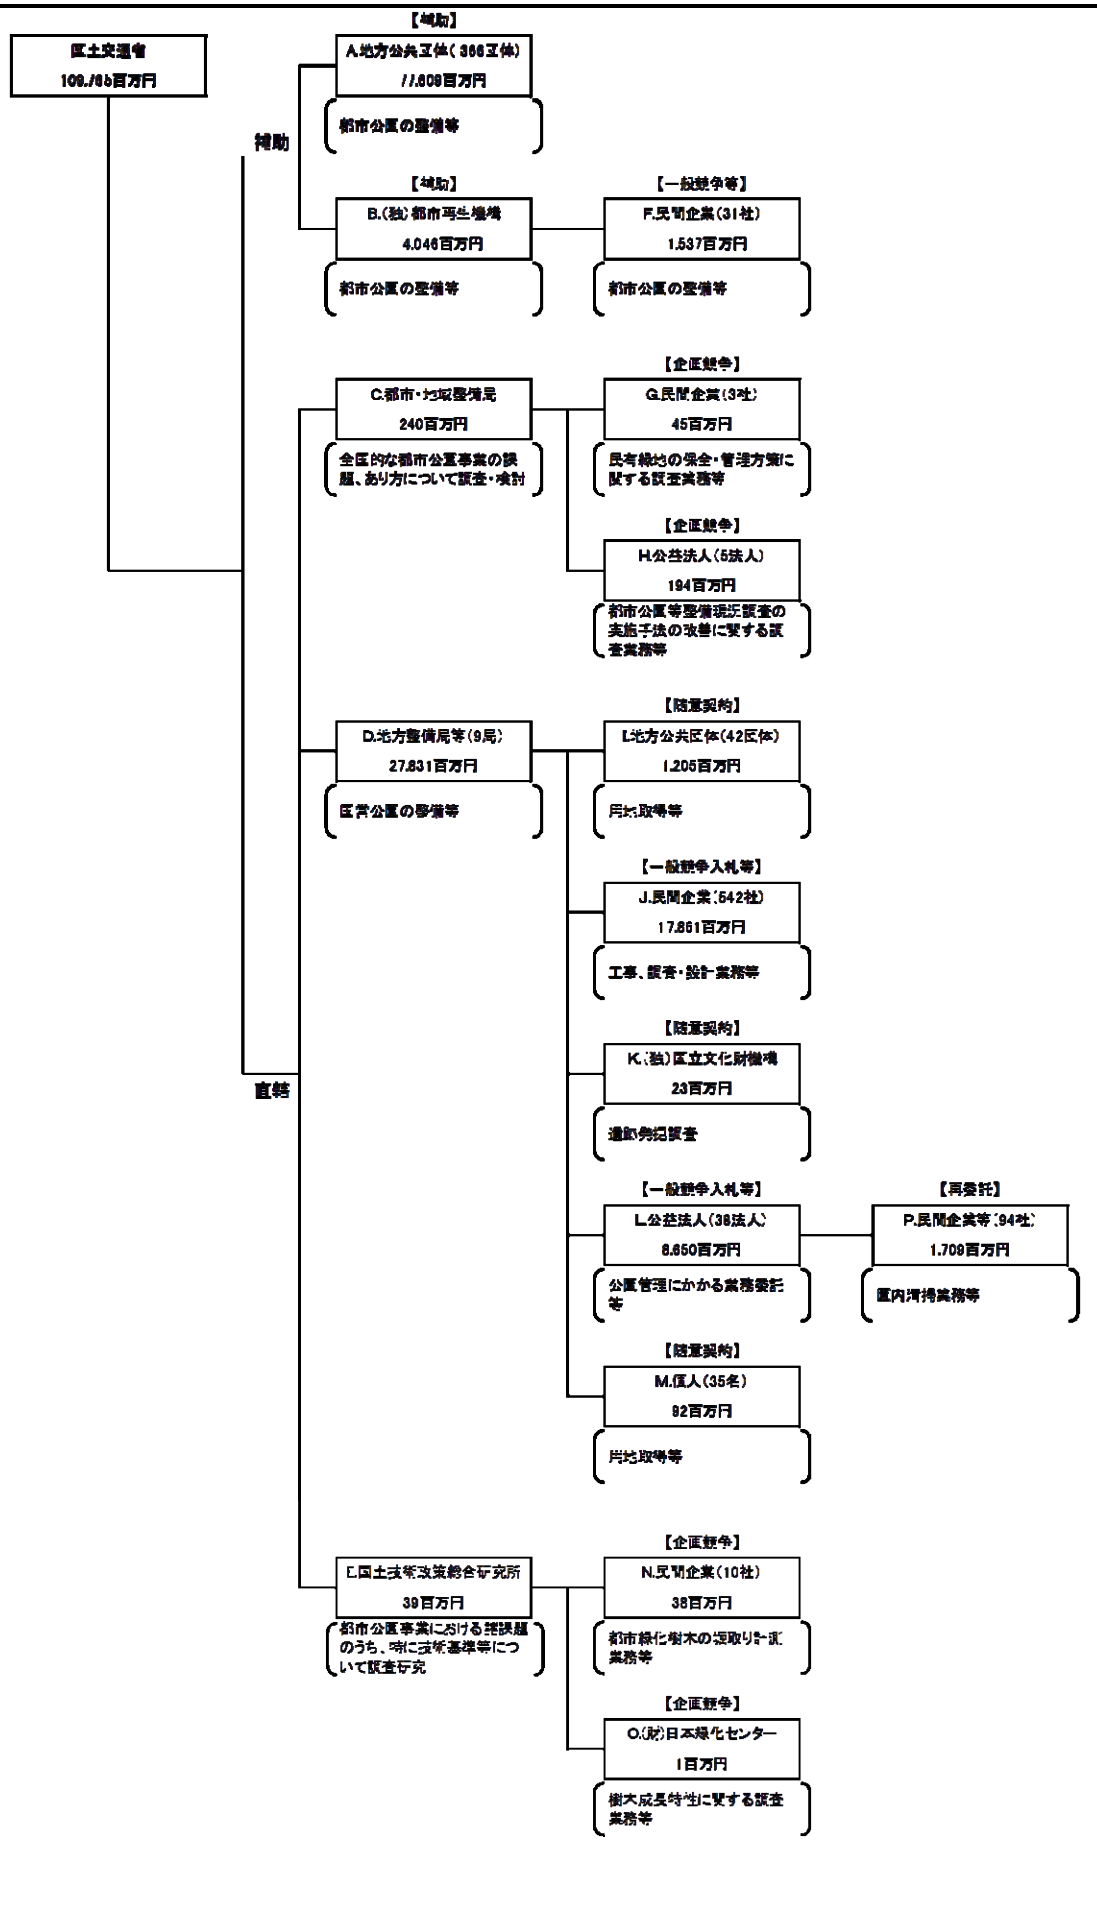 国土交通省
109,765百万円
補助
直轄
【補助】
A.地方公共団体(366団体)
77,609百万円
都市公園の整備等
【補助】
B.(独)都市再生機構
4,046百万円
都市公園の整備等
【一般競争等】
F.民間企業(31社)
1,537百万円
都市公園の整備等
C.都市・地域整備局
240百万円
全国的な都市公園事業の課
題、あり方について調査・検討
【企画競争】
G.民間企業(3社)
45百万円
民有緑地の保全・管理方策に
関する調査業務等
【企画競争】
H.公益法人(5法人)
194百万円
都市公園等整備現況調査の
実施手法の改善に関する調
査業務等
D.地方整備局等(9局)
27,831百万円
国営公園の整備等
【随意契約】
I.地方公共団体(42団体)
1,205百万円
用地取得等
【一般競争入札等】
J.民間企業(542社)
17,861百万円
工事、調査・設計業務等
【随意契約】
K.(独)国立文化財機構
23百万円
遺跡発掘調査
【一般競争入札等】
L.公益法人(38法人)
8,650百万円
公園管理にかかる業務委託
等
【再委託】
P.民間企業等(94社)
1,709百万円
園内清掃業務等
【随意契約】
M.個人(35名)
92百万円
用地取得等
E.国土技術政策総合研究所
39百万円
都市公園事業における諸課題
のうち、特に技術基準等につ
いて調査研究
【企画競争】
N.民間企業(10社)
38百万円
都市緑化樹木の掘取り計測
業務等
【企画競争】
O.(財)日本緑化センター
1百万円
樹木成長特性に関する調査
業務等